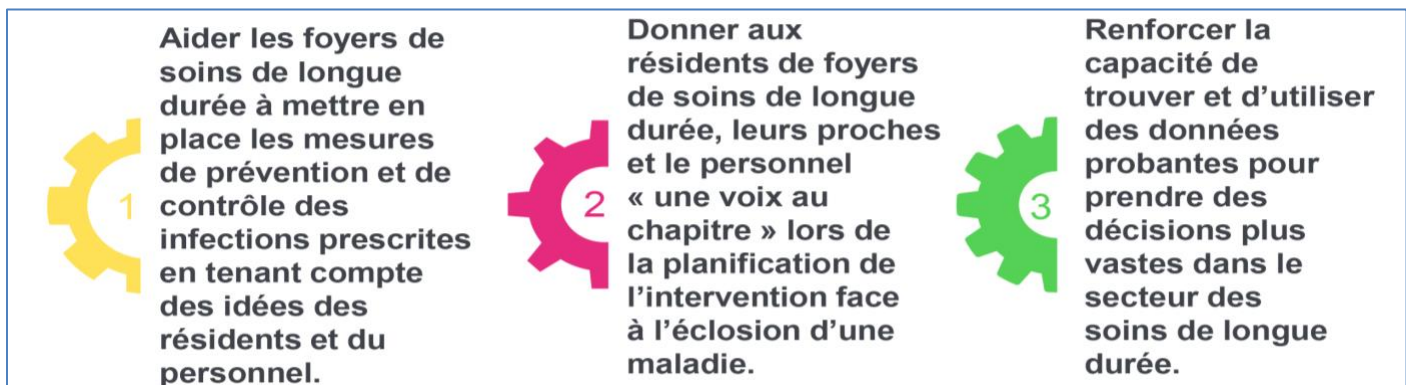 1
Aider les foyers de
soins de longue
durée à mettre en
place les mesures
de prévention et de
contrôle des
infections prescrites
en tenant compte
des idées des
résidents et du
personnel.
2
Donner aux
résidents de foyers
de soins de longue
durée, leurs proches
et le personnel
« une voix au
chapitre » lors de
la planification de
l’intervention face
à l’éclosion d’une
maladie.
3
Renforcer la
capacité de
trouver et d’utiliser
des données
probantes pour
prendre des
décisions plus
vastes dans le
secteur des
soins de longue
durée.